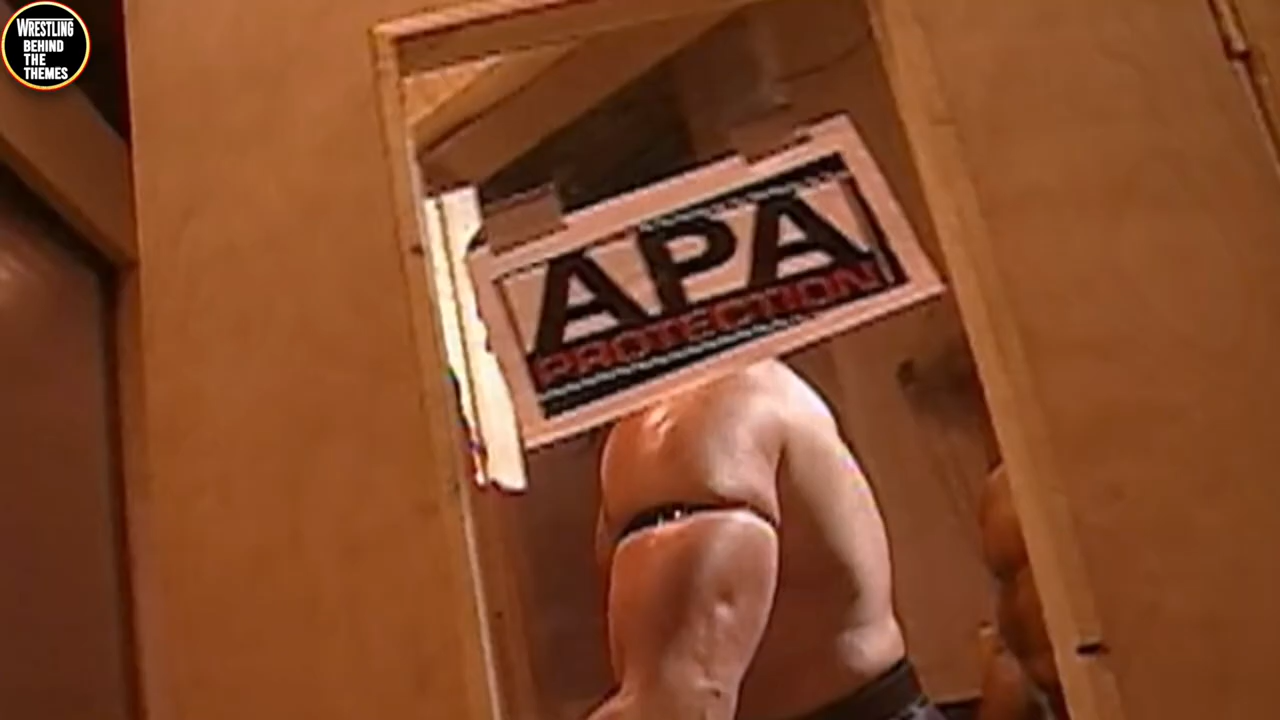 WRESTLING
BEHIND
THE
THEMES
APA
PROTECTION